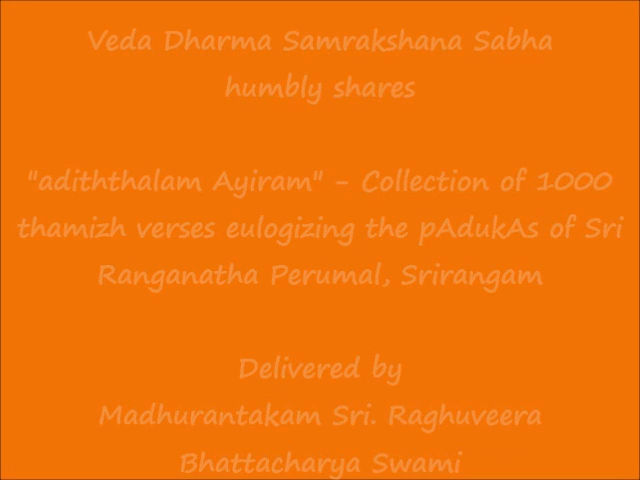 Veda Dharma Samrakshana Sabha
humbly shares
"adiththalam Ayiram" - Collection of 1000
thamizh verses eulogizing the pAdukAs of Sri
Ranganatha Perumal, Srirangam
Delivered by
Madhurantakam Sri. Raghuveera
Bhattacharya Swami